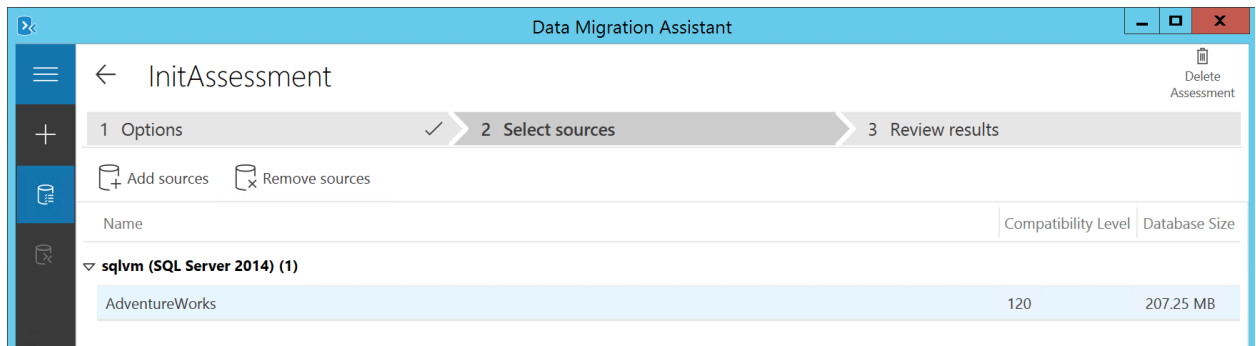 Data Migration Assistant
InitAssessment
Delete
Assessment
1 Options
2 Select sources
3 Review results
Add sources
Remove sources
Name
Compatibility Level
Database Size
sqlvm (SQL Server 2014) (1)
AdventureWorks
120
207.25 MB